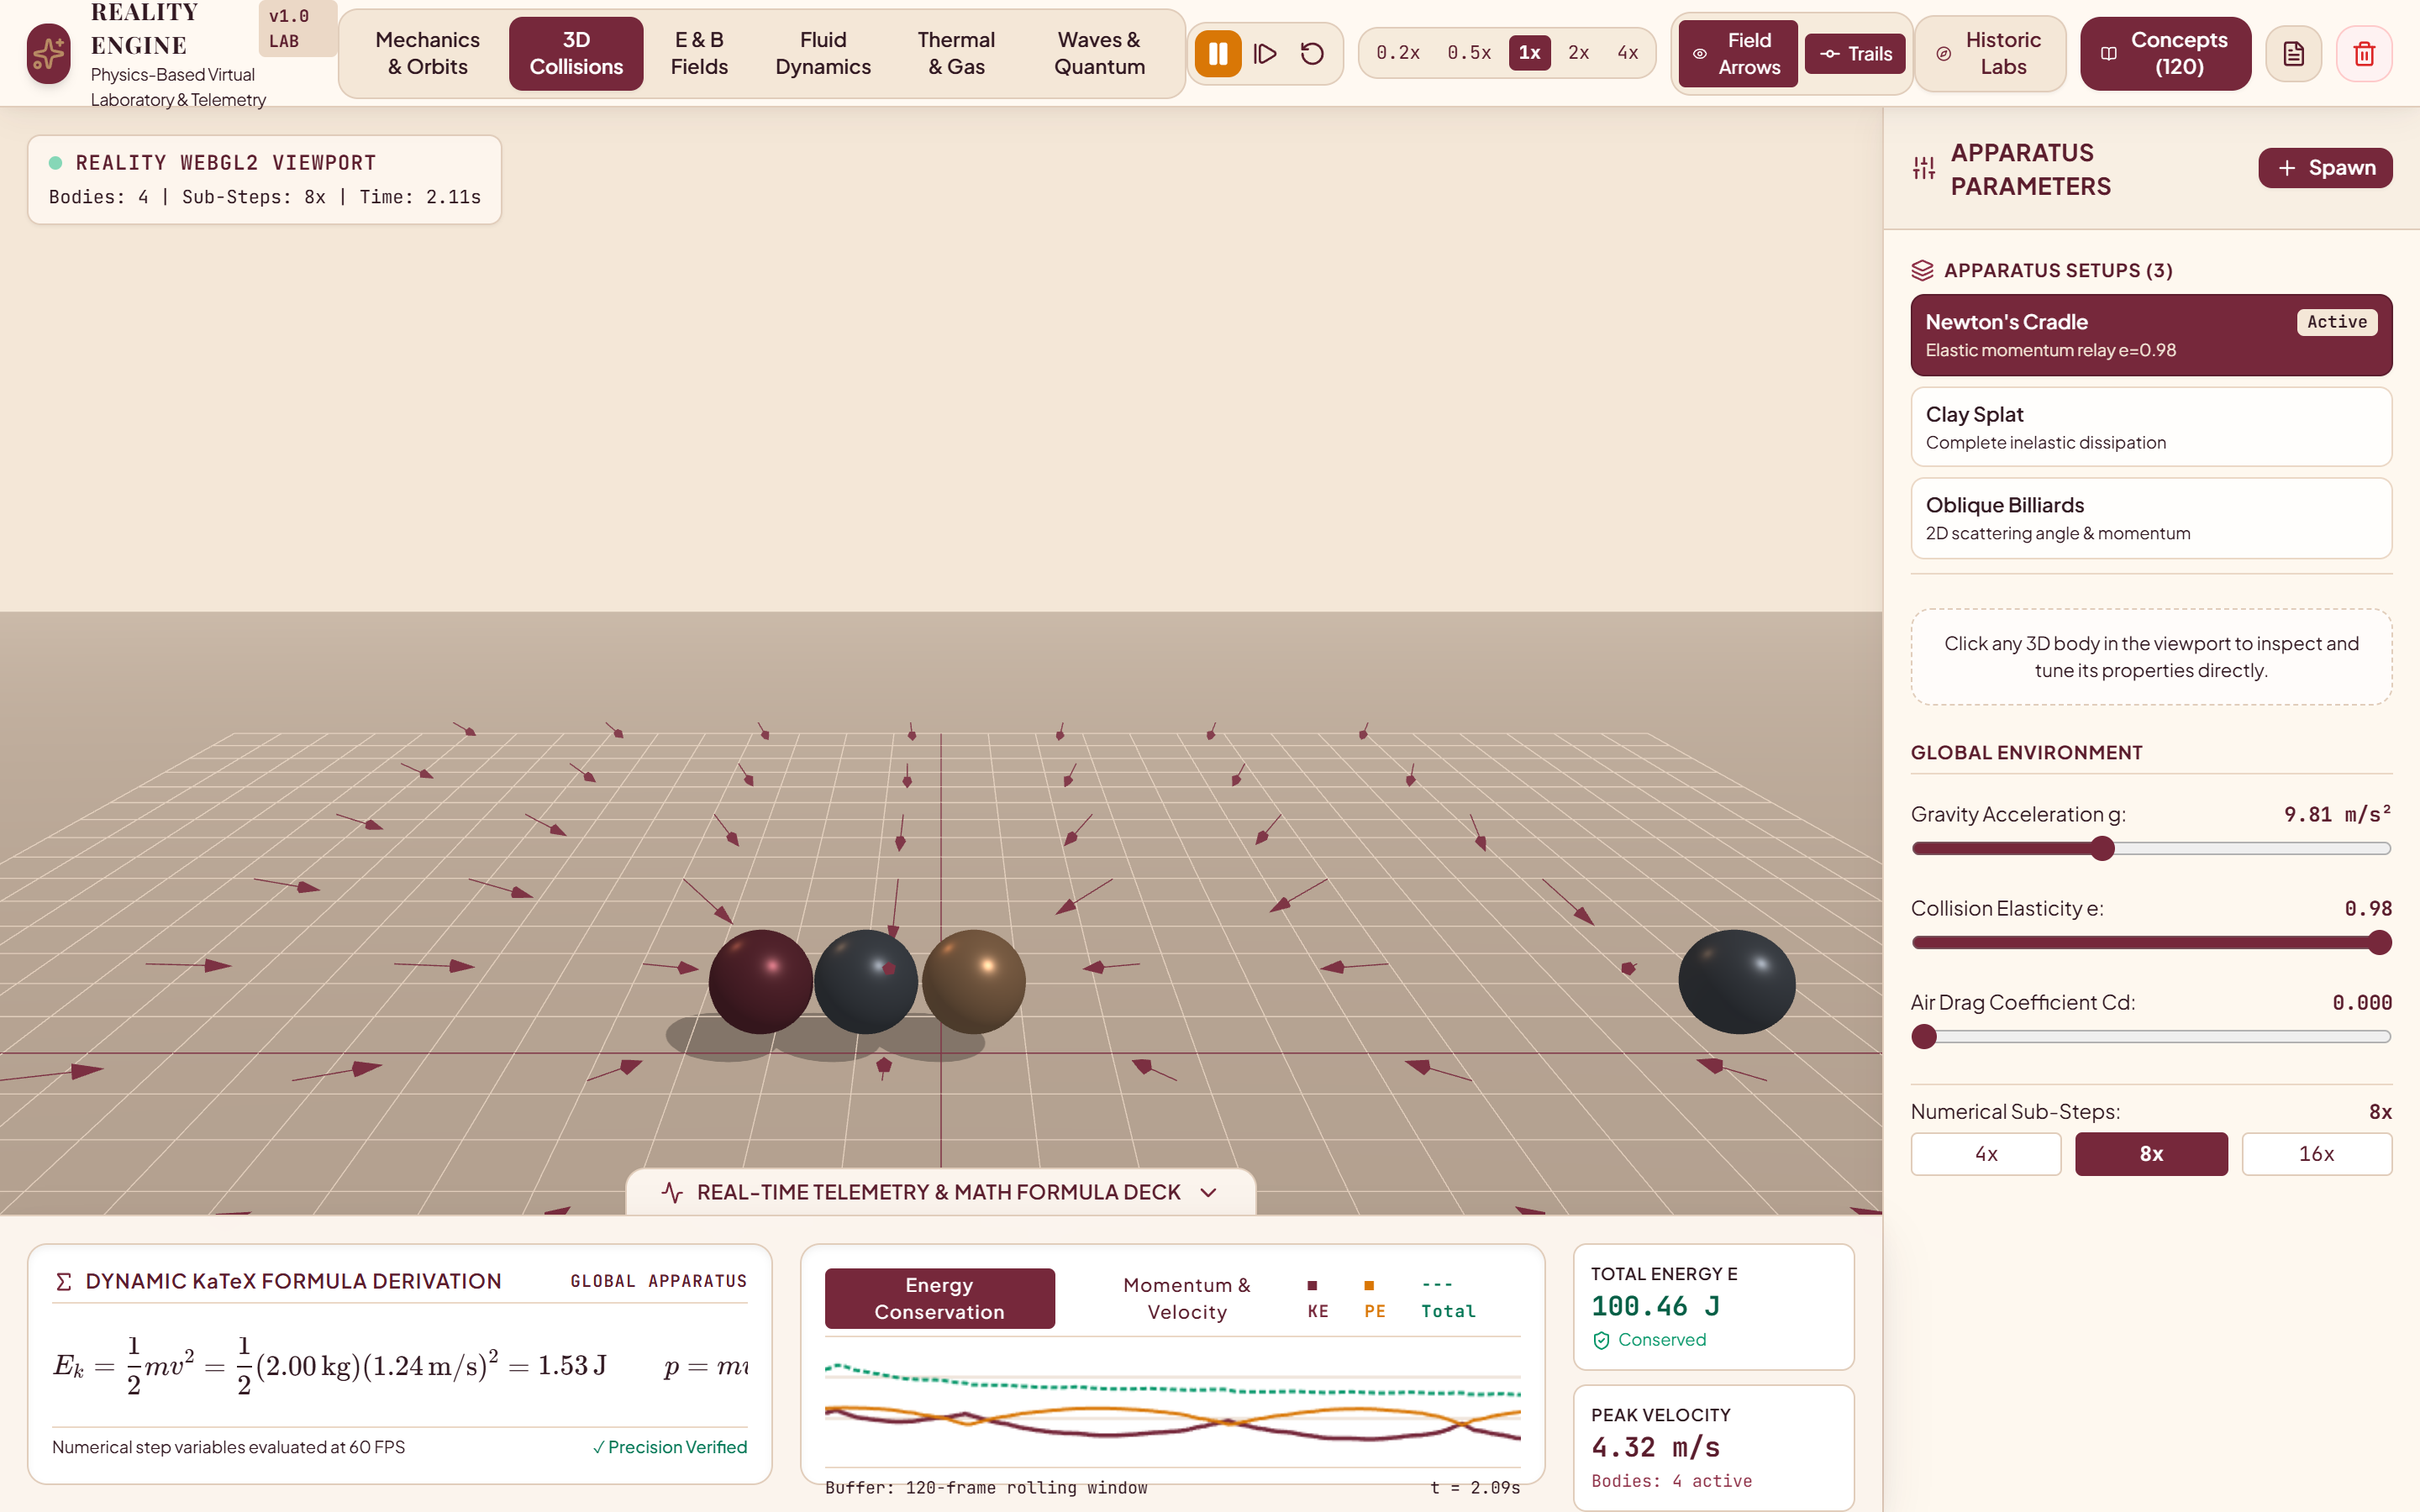 REALITY
ENGINE
v1.0
LAB
Physics-Based Virtual
Laboratory & Telemetry
Mechanics
& Orbits
3D
Collisions
E & B
Fields
Fluid
Dynamics
Thermal
& Gas
Waves &
Quantum
0.2x 0.5x 1x 2x 4x
Field
Arrows
Trails
Historic
Labs
Concepts
(120)
REALITY WEBGL2 VIEWPORT
Bodies: 4 | Sub-Steps: 8x | Time: 2.11s
APPARATUS
PARAMETERS
Spawn
APPARATUS SETUPS (3)
Newton's Cradle
Active
Elastic momentum relay e=0.98
Clay Splat
Complete inelastic dissipation
Oblique Billiards
2D scattering angle & momentum
Click any 3D body in the viewport to inspect and
tune its properties directly.
GLOBAL ENVIRONMENT
Gravity Acceleration g: 9.81 m/s²
Collision Elasticity e: 0.98
Air Drag Coefficient Cd: 0.000
Numerical Sub-Steps: 8x
4x 8x 16x
REAL-TIME TELEMETRY & MATH FORMULA DECK
DYNAMIC KaTeX FORMULA DERIVATION GLOBAL APPARATUS
E_k = 1/2 mv² = 1/2 (2.00 kg)(1.24 m/s)² = 1.53 J p = mv
Numerical step variables evaluated at 60 FPS ✓ Precision Verified
Energy
Conservation
Momentum &
Velocity
■ KE
■ PE
--- Total
Buffer: 120-frame rolling window t = 2.09s
TOTAL ENERGY E
100.46 J
Conserved
PEAK VELOCITY
4.32 m/s
Bodies: 4 active